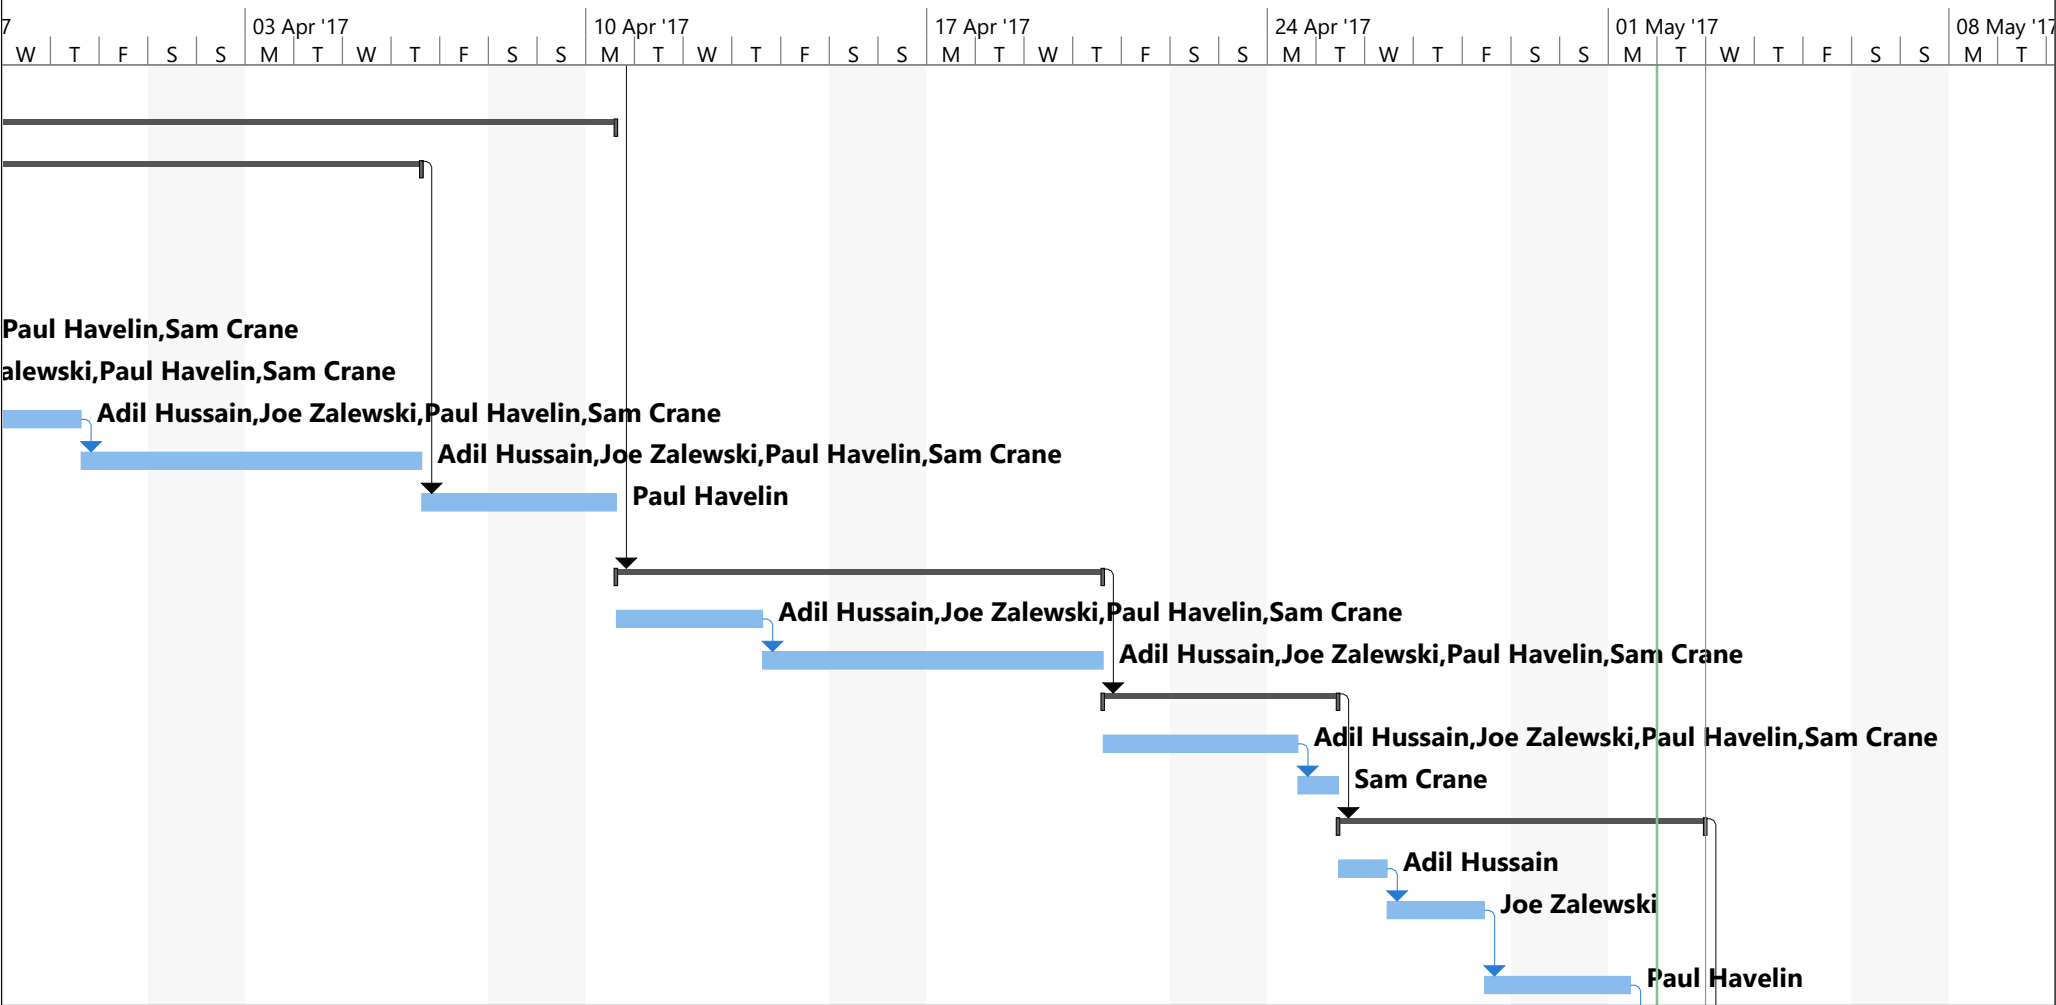 7 03 Apr '17 10 Apr '17 17 Apr '17 24 Apr '17 01 May '17 08 May '17
W T F S S M T W T F S S M T W T F S S M T W T F S S M T W T F S S M T W T F S S M T
Paul Havelin,Sam Crane
alewski,Paul Havelin,Sam Crane
Adil Hussain,Joe Zalewski,Paul Havelin,Sam Crane
Adil Hussain,Joe Zalewski,Paul Havelin,Sam Crane
Paul Havelin
Adil Hussain,Joe Zalewski,Paul Havelin,Sam Crane
Adil Hussain,Joe Zalewski,Paul Havelin,Sam Crane
Adil Hussain,Joe Zalewski,Paul Havelin,Sam Crane
Sam Crane
Adil Hussain
Joe Zalewski
Paul Havelin